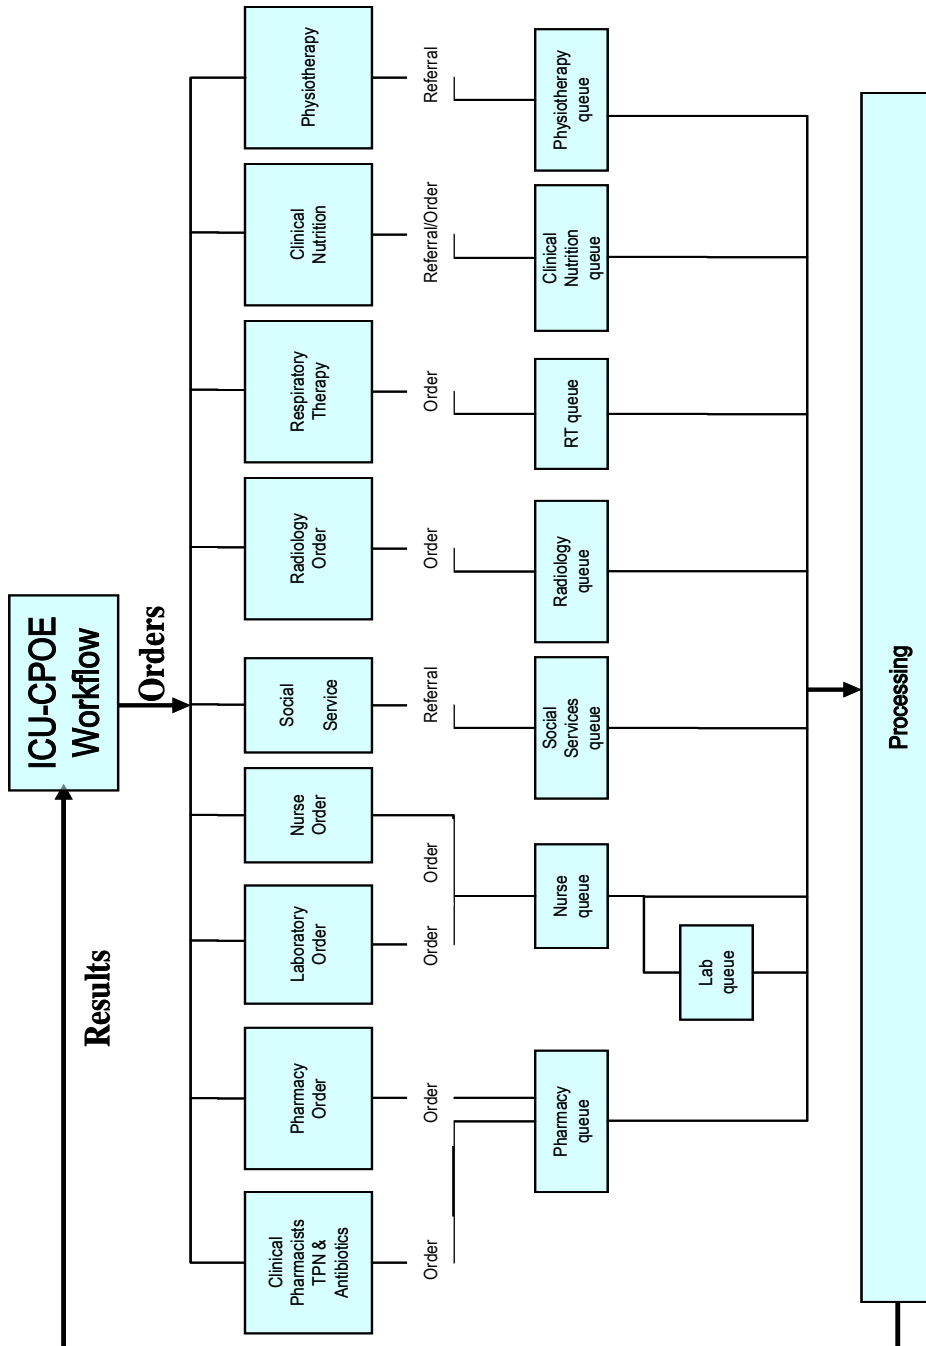 ICU-CPOE
Workflow
Results
Orders
Clinical
Pharmacists
TPN &
Antibiotics
Pharmacy
Order
Laboratory
Order
Nurse
Order
Social
Service
Radiology
Order
Respiratory
Therapy
Clinical
Nutrition
Physiotherapy
Order
Order
Order
Order
Referral
Order
Order
Referral/Order
Referral
Pharmacy
queue
Nurse
queue
Social
Services
queue
Radiology
queue
RT queue
Clinical
Nutrition
queue
Physiotherapy
queue
Lab
queue
Processing